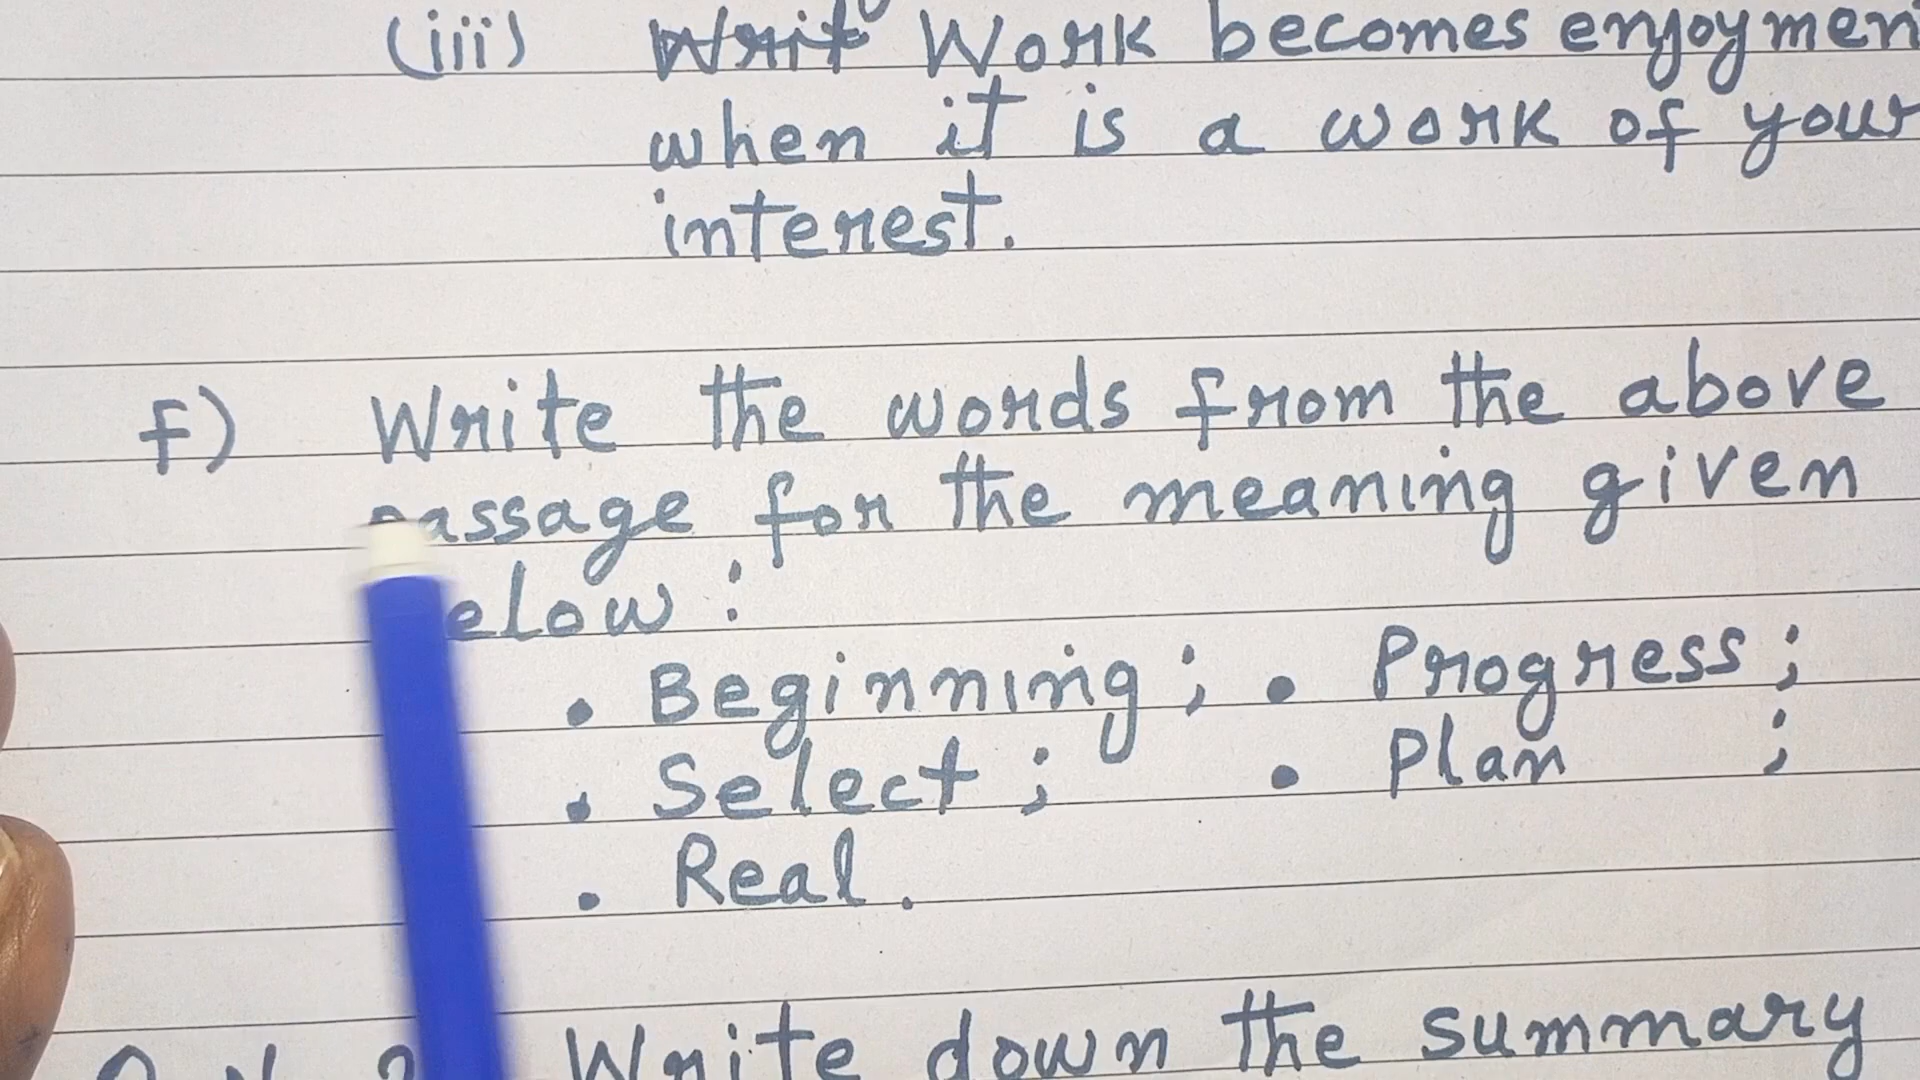 (iii) Writ Work becomes enjoymen
when it is a work of your
interest.
f) Write the words from the above
passage for the meaning given
elow :
• Beginning ; • Progress ;
• Select ; • Plan ;
• Real .
Write down the summary